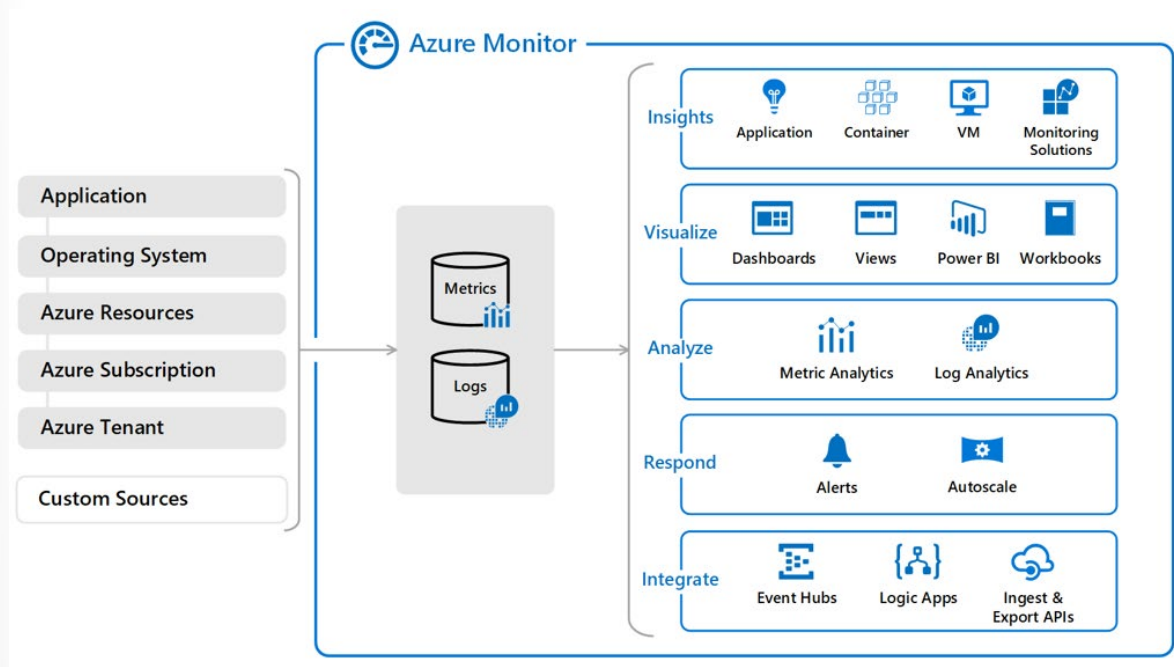 Azure Monitor
Application
Operating System
Azure Resources
Azure Subscription
Azure Tenant
Custom Sources
Metrics
Logs
Insights
Application
Container
VM
Monitoring
Solutions
Visualize
Dashboards
Views
Power BI
Workbooks
Analyze
Metric Analytics
Log Analytics
Respond
Alerts
Autoscale
Integrate
Event Hubs
Logic Apps
Ingest &
Export APIs